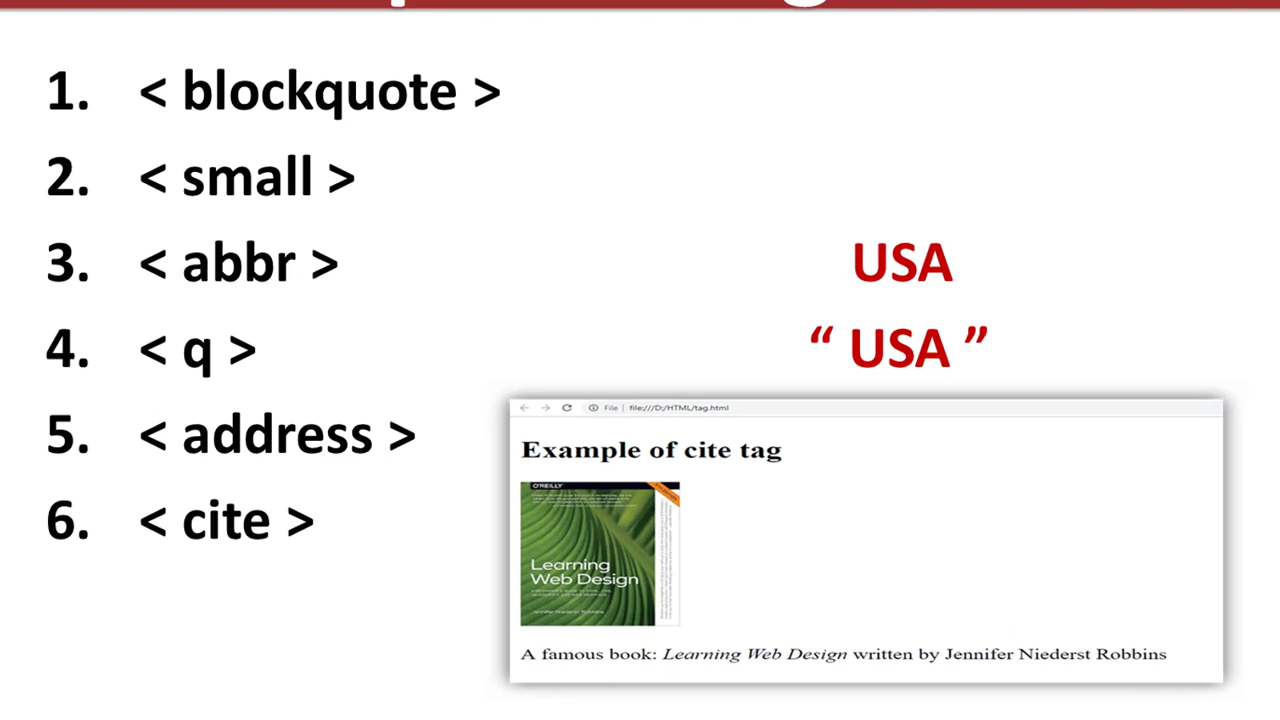 1. < blockquote >
2. < small >
3. < abbr >
USA
4. < q >
“ USA ”
5. < address >
6. < cite >
File | file:///D:/HTML/tag.html
Example of cite tag
O'REILLY
Learning
Web Design
A famous book: Learning Web Design written by Jennifer Niederst Robbins